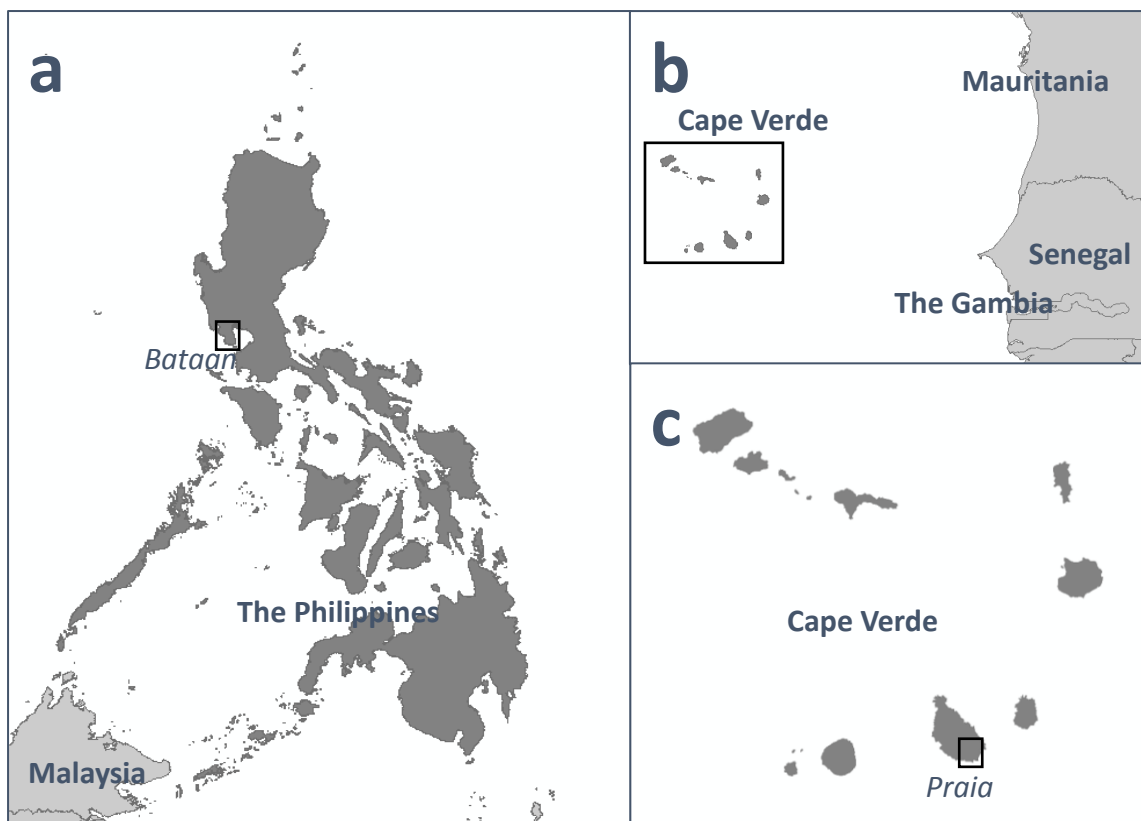 a
Bataan
The Philippines
Malaysia
b
Mauritania
Cape Verde
Senegal
The Gambia
c
Cape Verde
Praia